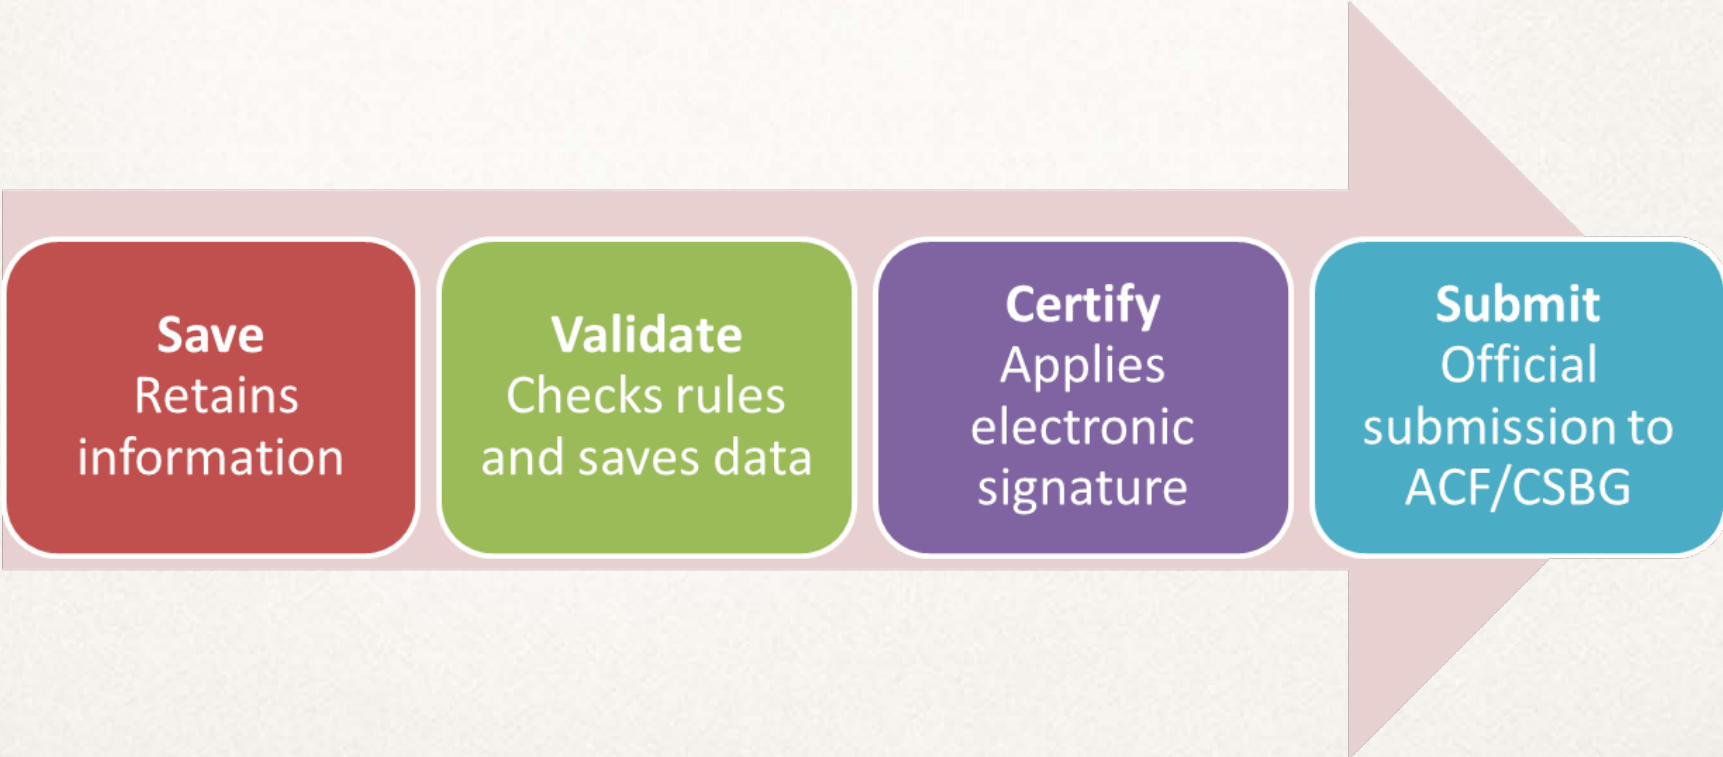 Save
Retains
information
Validate
Checks rules
and saves data
Certify
Applies
electronic
signature
Submit
Official
submission to
ACF/CSBG